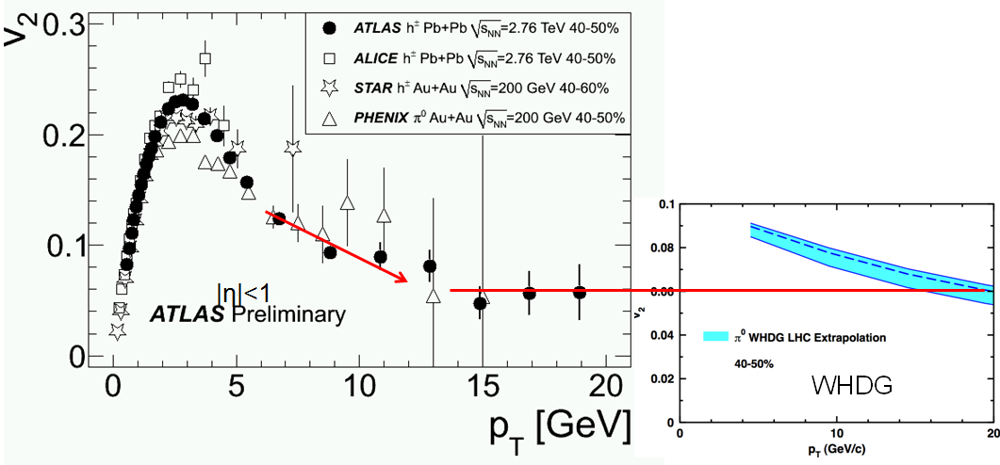 v2
0.3
0.2
0.1
0
ATLAS h± Pb+Pb √sNN=2.76 TeV 40-50%
ALICE h± Pb+Pb √sNN=2.76 TeV 40-50%
STAR h± Au+Au √sNN=200 GeV 40-60%
PHENIX π0 Au+Au √sNN=200 GeV 40-50%
|η|<1
ATLAS Preliminary
0 5 10 15 20
pT [GeV]
0.1
0.08
0.06
0.04
0.02
0
v2
π0 WHDG LHC Extrapolation
40-50%
WHDG
0 10 20
pT (GeV/c)